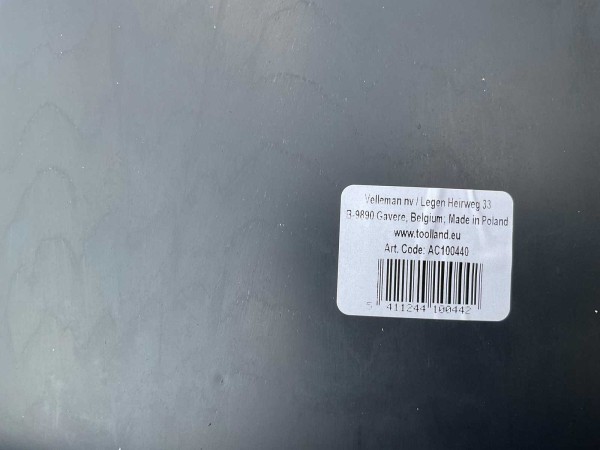 Velleman nv / Legen Heirweg 33
B-9890 Gavere, Belgium; Made in Poland
www.toolland.eu
Art. Code: AC100440
5 411244 100442